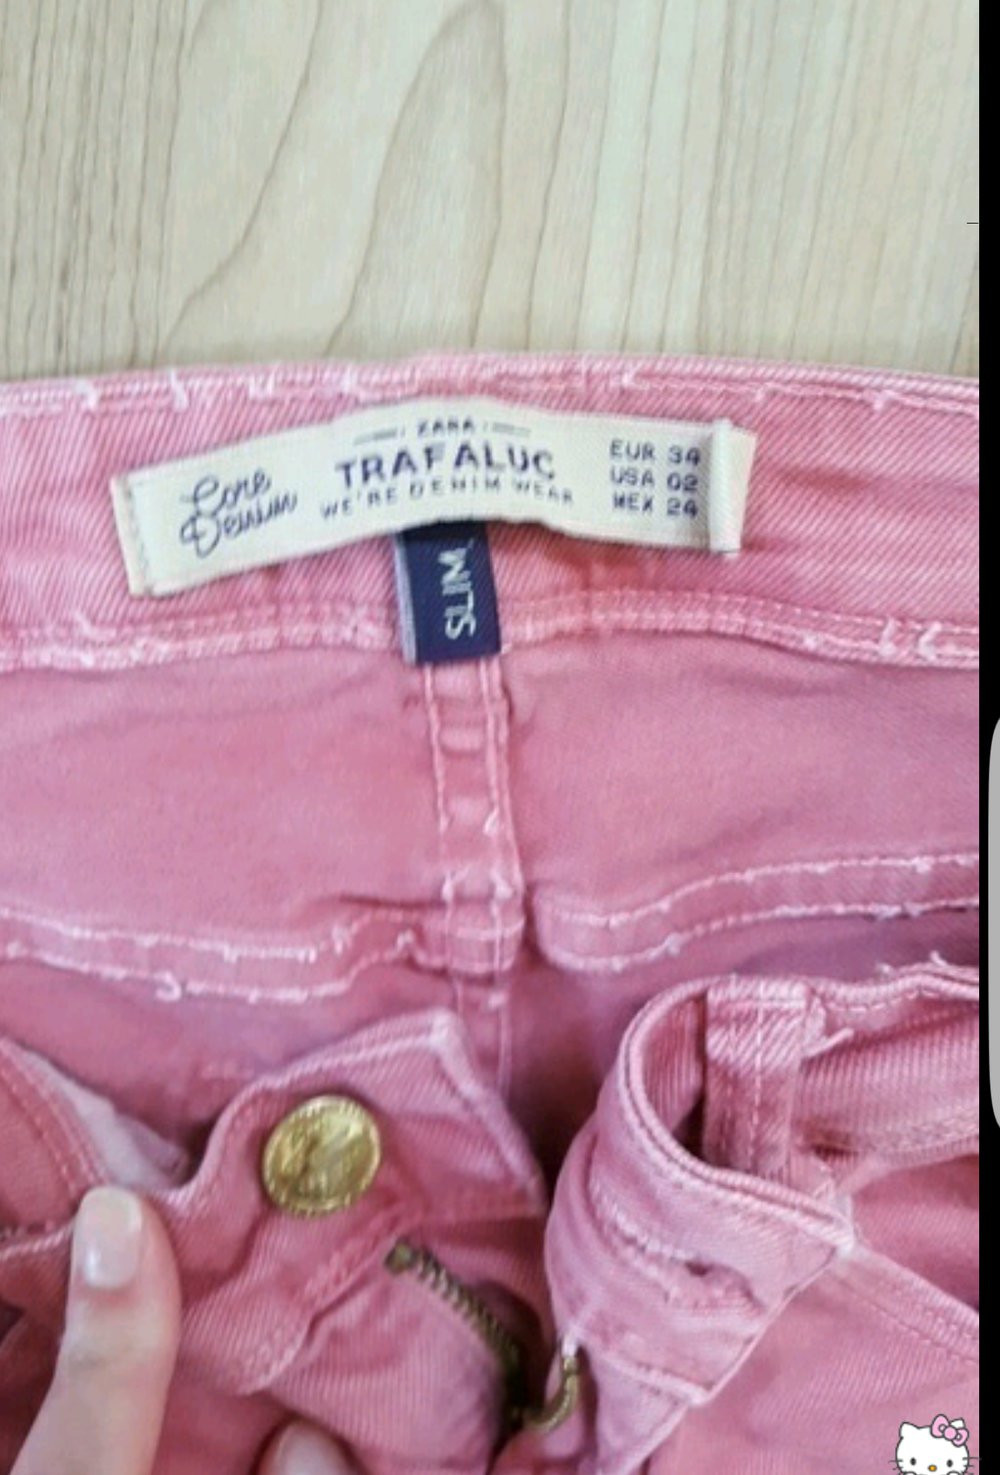 ZARA
TRAFALUC
WE'RE DENIM WEAR
Core
Denim
EUR 34
USA 02
MEX 24
SLIM